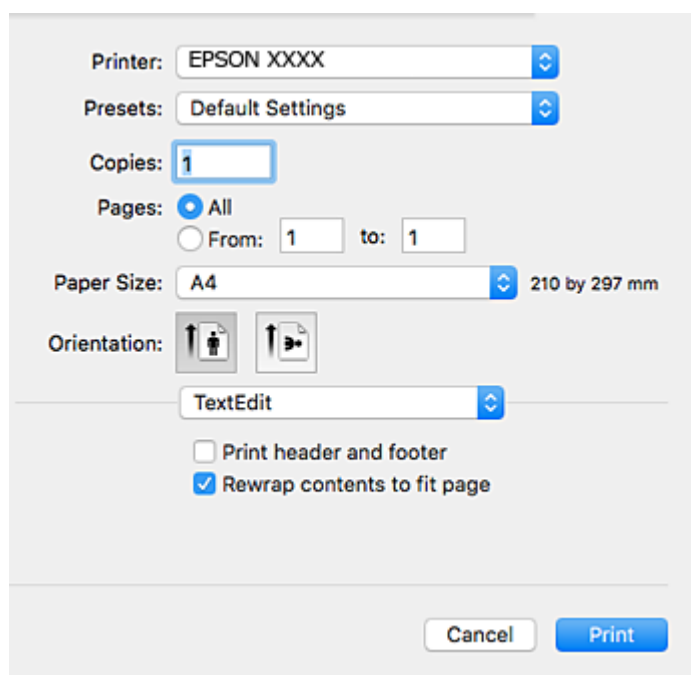 Printer: EPSON XXXX
Presets: Default Settings
Copies: 1
Pages: All
From: 1 to: 1
Paper Size: A4 210 by 297 mm
Orientation:
TextEdit
Print header and footer
Rewrap contents to fit page
Cancel Print